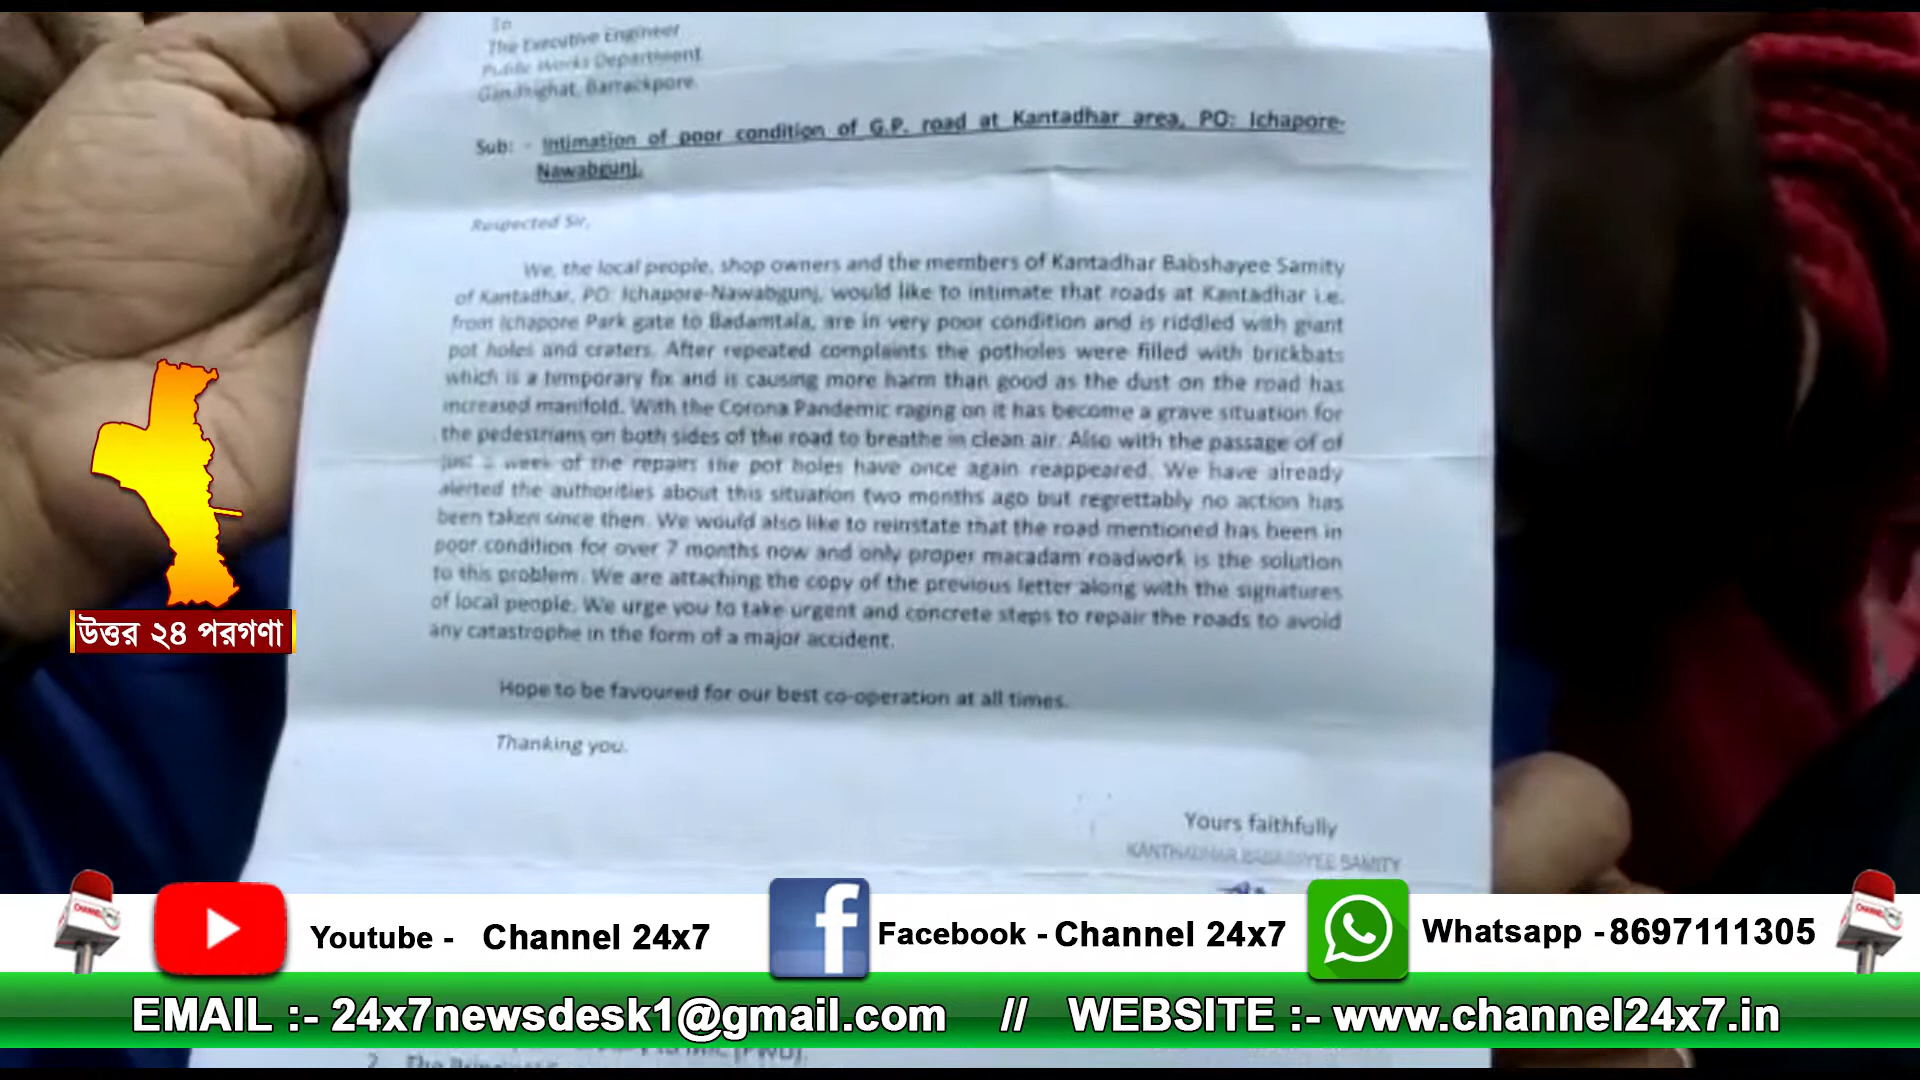 To
The Executive Engineer
Public Works Department
Gandhighat, Barrackpore.
Sub: - Intimation of poor condition of G.P. road at Kantadhar area, PO: Ichapore-
Nawabgunj.
Respected Sir,
We, the local people, shop owners and the members of Kantadhar Babshayee Samity
of Kantadhar, PO: Ichapore-Nawabgunj, would like to intimate that roads at Kantadhar i.e.
from Ichapore Park gate to Badamtala, are in very poor condition and is riddled with giant
pot holes and craters. After repeated complaints the potholes were filled with brickbats
which is a temporary fix and is causing more harm than good as the dust on the road has
increased manifold. With the Corona Pandemic raging on it has become a grave situation for
the pedestrians on both sides of the road to breathe in clean air. Also with the passage of of
just a week of the repairs the pot holes have once again reappeared. We have already
alerted the authorities about this situation two months ago but regrettably no action has
been taken since then. We would also like to reinstate that the road mentioned has been in
poor condition for over 7 months now and only proper macadam roadwork is the solution
to this problem. We are attaching the copy of the previous letter along with the signatures
of local people. We urge you to take urgent and concrete steps to repair the roads to avoid
any catastrophe in the form of a major accident.
Hope to be favoured for our best co-operation at all times.
Thanking you.
Yours faithfully
KANTHADHAR BABASYEE SAMITY
উত্তর ২৪ পরগণা
Youtube - Channel 24x7 Facebook - Channel 24x7 Whatsapp - 8697111305
EMAIL :- 24x7newsdesk1@gmail.com // WEBSITE :- www.channel24x7.in
(PWD).
2. The